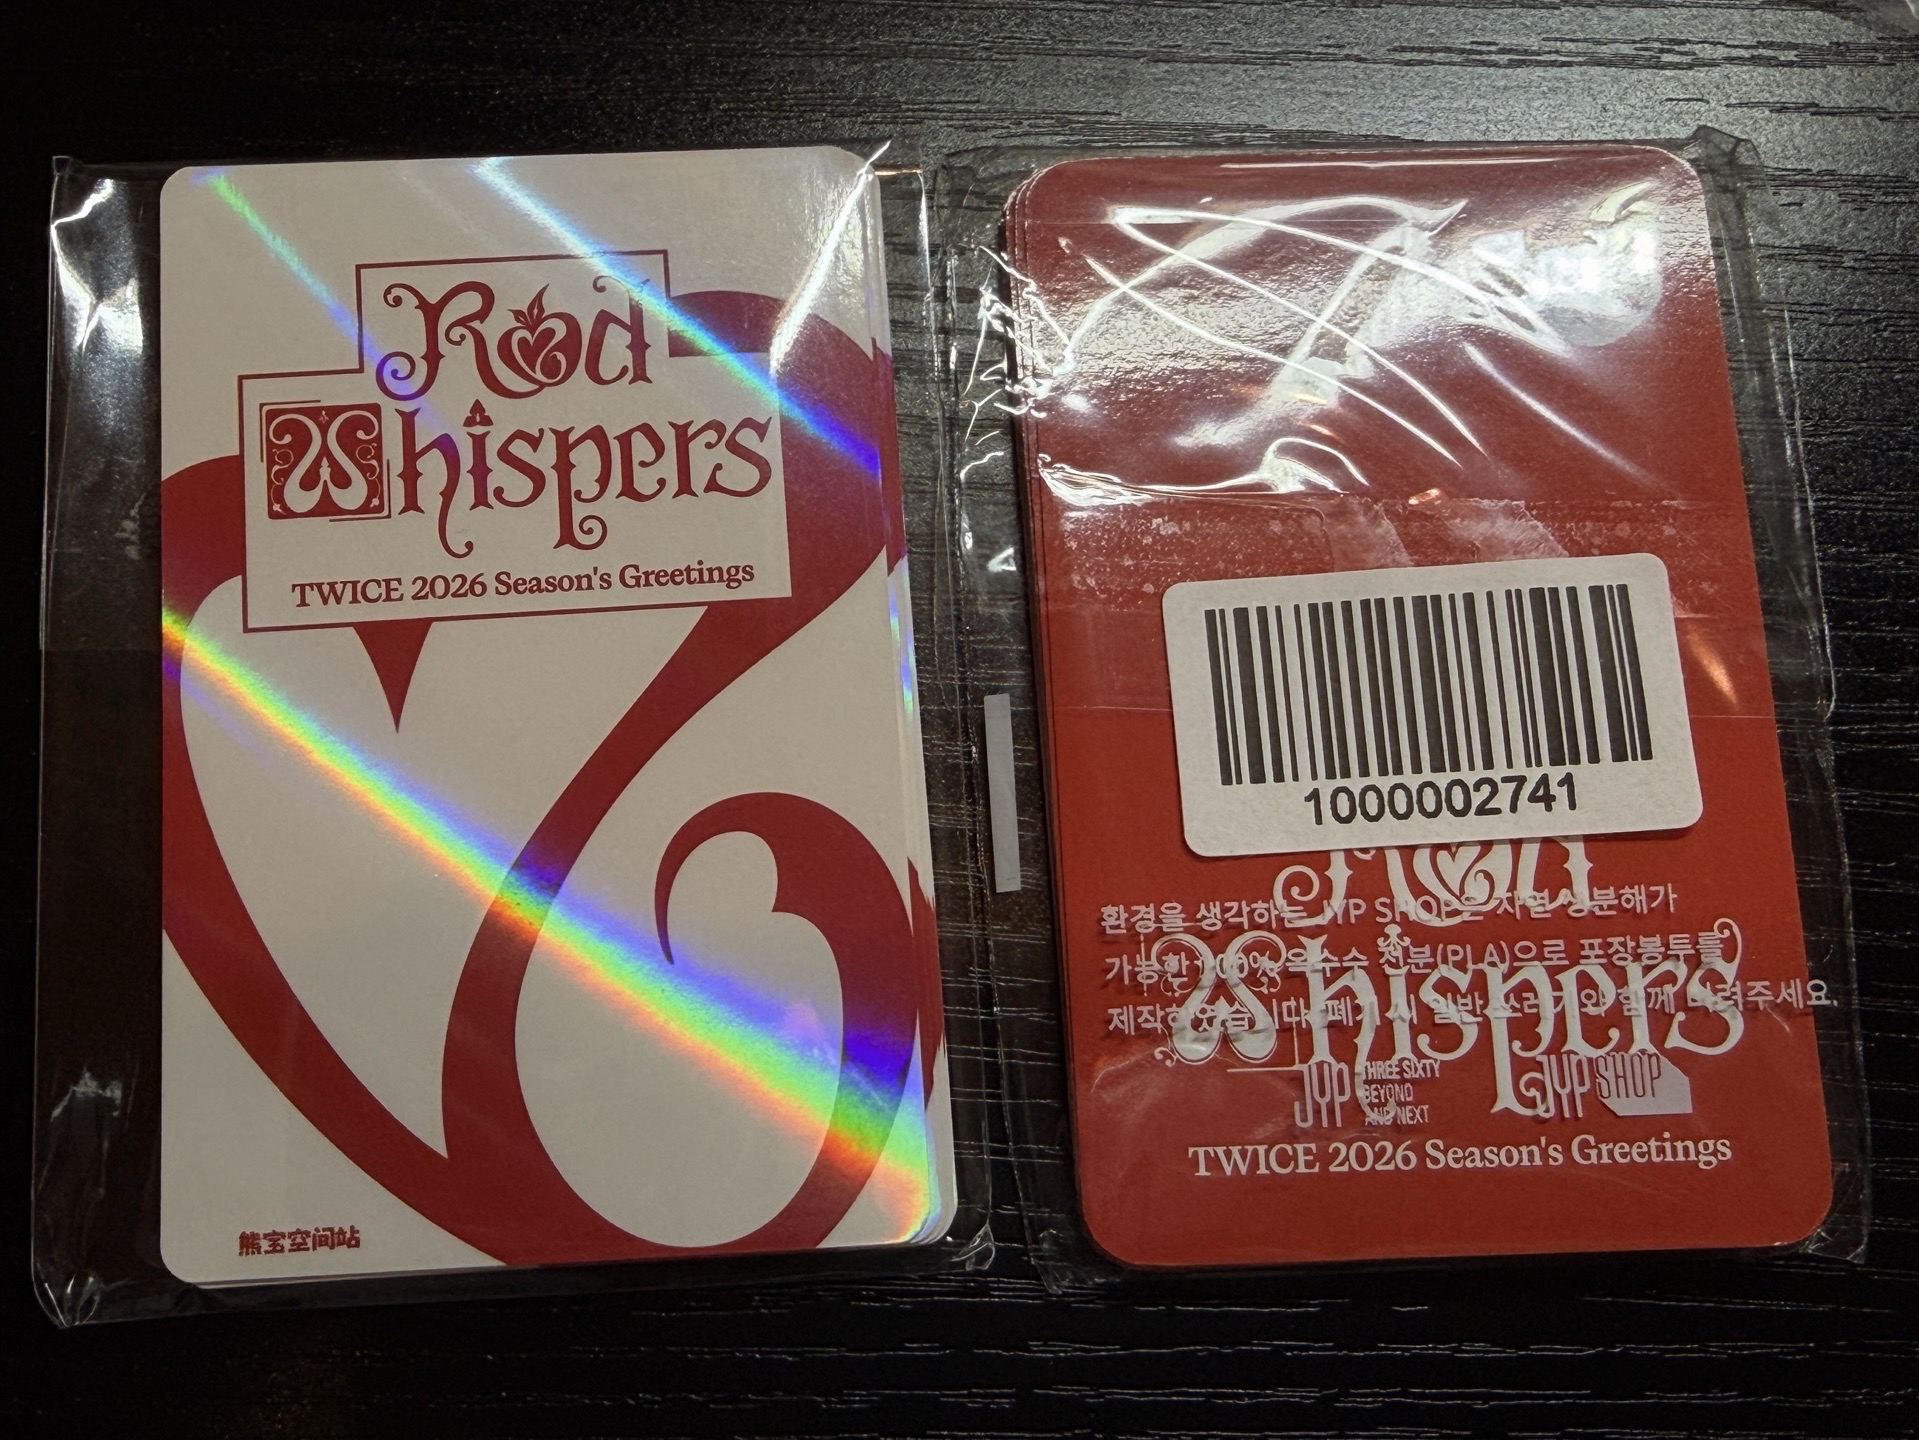 Red
Whispers
TWICE 2026 Season's Greetings
熊宝空间站
1000002741
Red
환경을 생각하는 JYP SHOP은 자연 생분해가
가능한 100% 옥수수 전분(PLA)으로 포장봉투를
제작하였습니다. 폐기 시 일반 쓰레기와 함께 버려주세요.
Whispers
JYP THREE SIXTY
BEYOND
AND NEXT
JYP SHOP
TWICE 2026 Season's Greetings